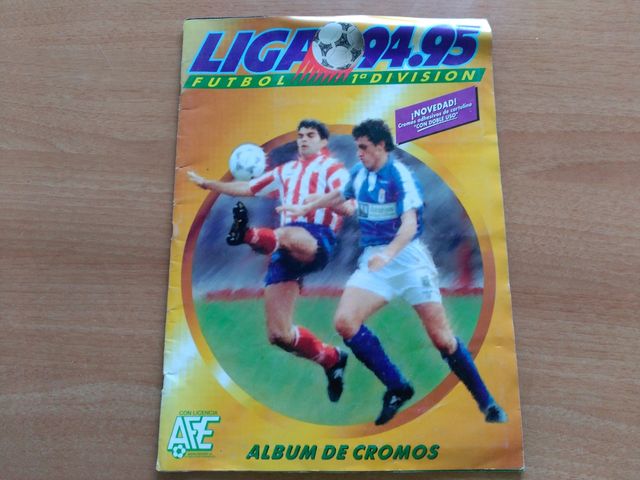 LIGA 94.95
FUTBOL 1ª DIVISION
¡NOVEDAD!
Cromos adhesivos de cartulina
"CON DOBLE USO"
CON LICENCIA
AFE
ALBUM DE CROMOS